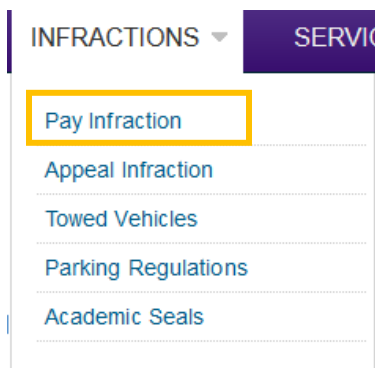 INFRACTIONS SERVIC
Pay Infraction
Appeal Infraction
Towed Vehicles
Parking Regulations
Academic Seals